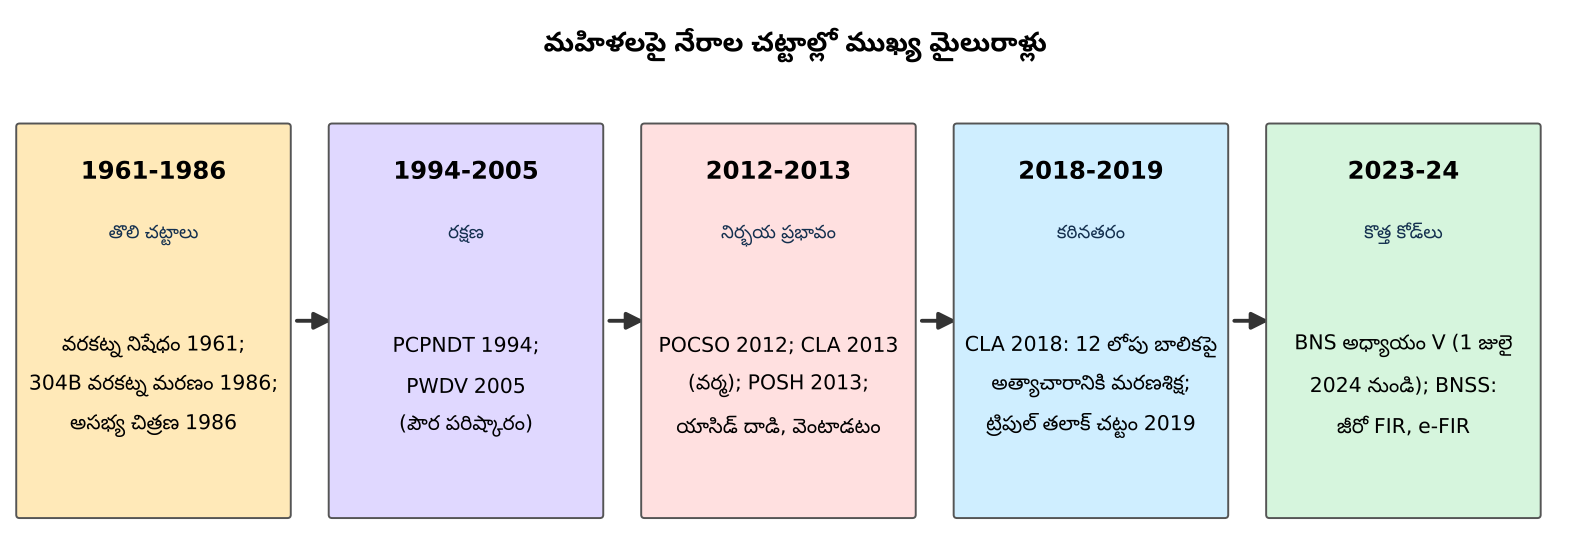 మహిళలపై నేరాల చట్టాల్లో ముఖ్య మైలురాళ్లు
1961-1986
తొలి చట్టాలు
వరకట్న నిషేధం 1961;
304B వరకట్న మరణం 1986;
అసభ్య చిత్రణ 1986
1994-2005
రక్షణ
PCPNDT 1994;
PWDV 2005
(పౌర పరిష్కారం)
2012-2013
నిర్భయ ప్రభావం
POCSO 2012; CLA 2013
(వర్మ); POSH 2013;
యాసిడ్ దాడి, వెంటాడటం
2018-2019
కఠినతరం
CLA 2018: 12 లోపు బాలికపై
అత్యాచారానికి మరణశిక్ష;
ట్రిపుల్ తలాక్ చట్టం 2019
2023-24
కొత్త కోడ్‌లు
BNS అధ్యాయం V (1 జులై
2024 నుండి); BNSS:
జీరో FIR, e-FIR